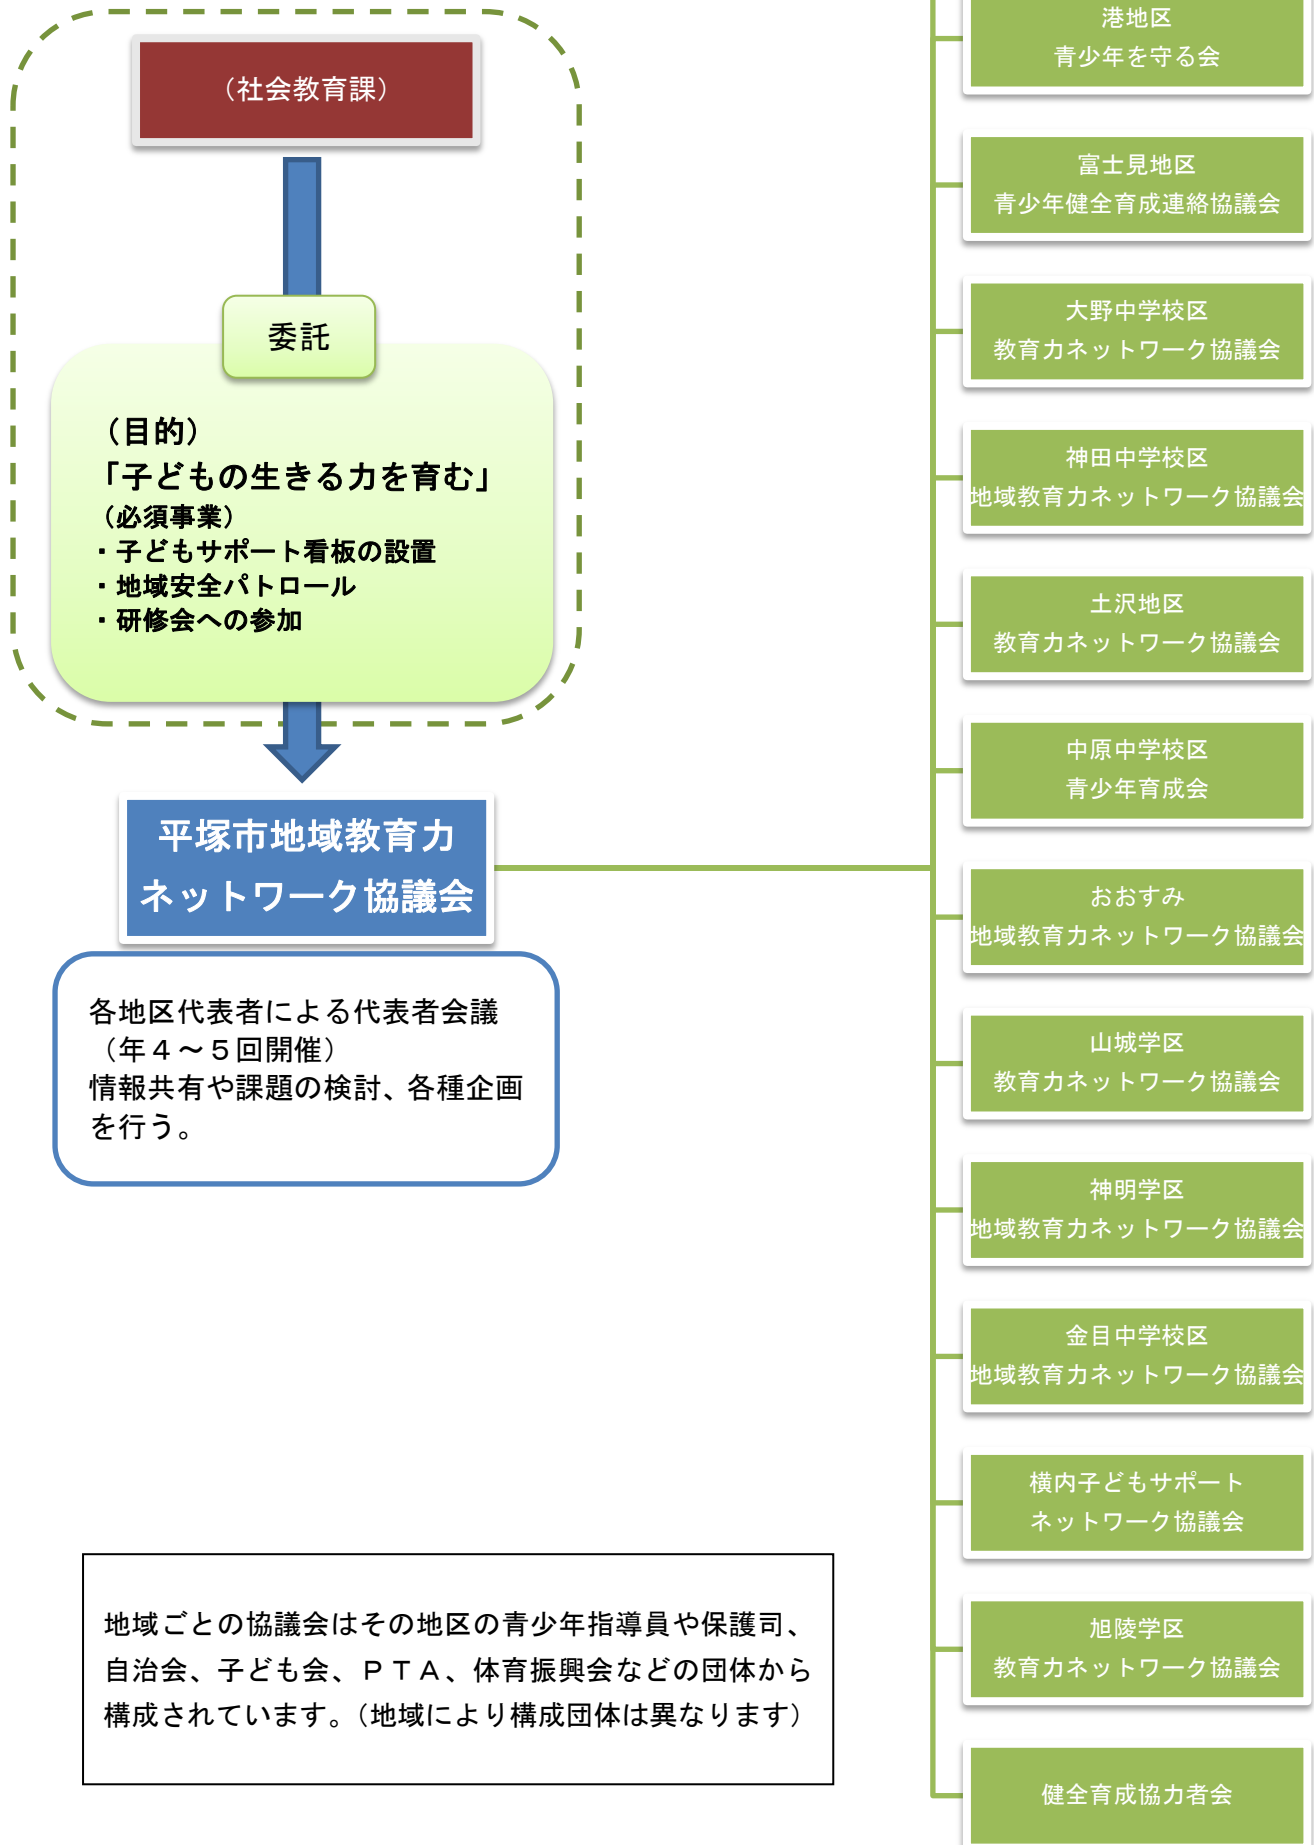 （社会教育課）
委託
（目的）
「子どもの生きる力を育む」
（必須事業）
・子どもサポート看板の設置
・地域安全パトロール
・研修会への参加
平塚市地域教育力
ネットワーク協議会
各地区代表者による代表者会議
（年４～５回開催）
情報共有や課題の検討、各種企画
を行う。
地域ごとの協議会はその地区の青少年指導員や保護司、
自治会、子ども会、ＰＴＡ、体育振興会などの団体から
構成されています。（地域により構成団体は異なります）
港地区
青少年を守る会
富士見地区
青少年健全育成連絡協議会
大野中学校区
教育力ネットワーク協議会
神田中学校区
地域教育力ネットワーク協議会
土沢地区
教育力ネットワーク協議会
中原中学校区
青少年育成会
おおすみ
地域教育力ネットワーク協議会
山城学区
教育力ネットワーク協議会
神明学区
地域教育力ネットワーク協議会
金目中学校区
地域教育力ネットワーク協議会
横内子どもサポート
ネットワーク協議会
旭陵学区
教育力ネットワーク協議会
健全育成協力者会